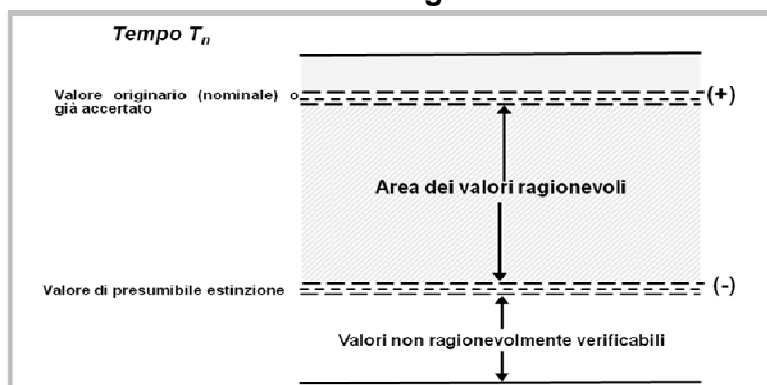 Tempo Tn
Valore originario (nominale) o
già accertato
(+)
Area dei valori ragionevoli
Valore di presumibile estinzione
(-)
Valori non ragionevolmente verificabili